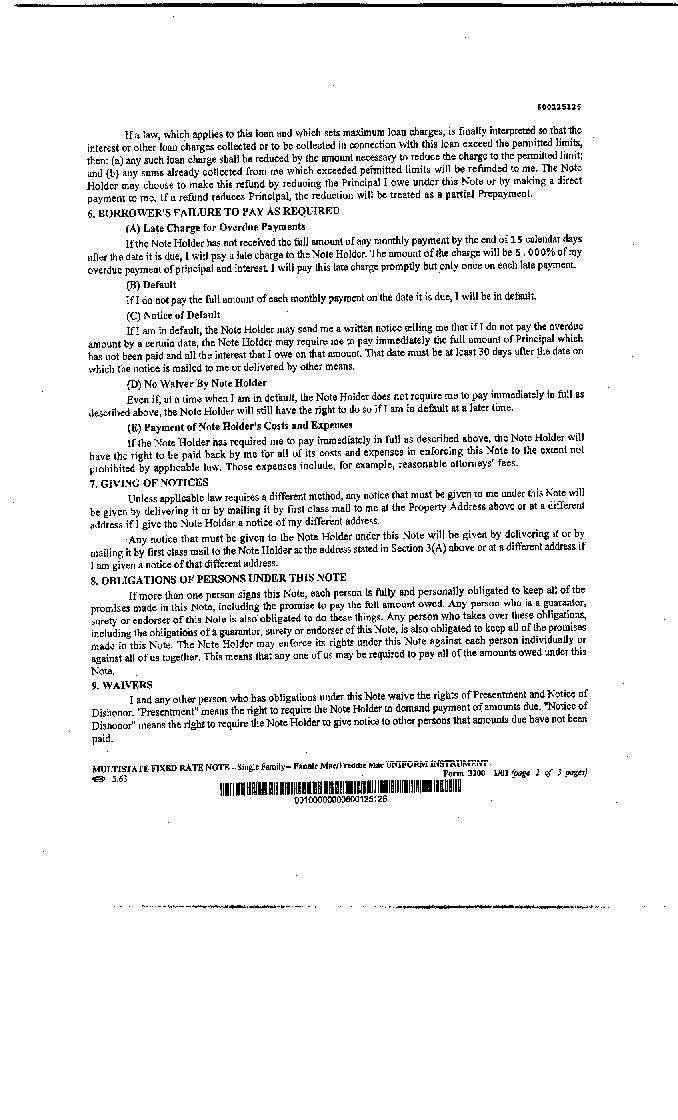 600125126
If a law, which applies to this loan and which sets maximum loan charges, is finally interpreted so that the
interest or other loan charges collected or to be collected in connection with this loan exceed the permitted limits,
then: (a) any such loan charge shall be reduced by the amount necessary to reduce the charge to the permitted limit;
and (b) any sums already collected from me which exceeded permitted limits will be refunded to me. The Note
Holder may choose to make this refund by reducing the Principal I owe under this Note or by making a direct
payment to me. If a refund reduces Principal, the reduction will be treated as a partial Prepayment.
6. BORROWER'S FAILURE TO PAY AS REQUIRED
(A) Late Charge for Overdue Payments
If the Note Holder has not received the full amount of any monthly payment by the end of 15 calendar days
after the date it is due, I will pay a late charge to the Note Holder. The amount of the charge will be 5.000% of my
overdue payment of principal and interest. I will pay this late charge promptly but only once on each late payment.
(B) Default
If I do not pay the full amount of each monthly payment on the date it is due, I will be in default.
(C) Notice of Default
If I am in default, the Note Holder may send me a written notice telling me that if I do not pay the overdue
amount by a certain date, the Note Holder may require me to pay immediately the full amount of Principal which
has not been paid and all the interest that I owe on that amount. That date must be at least 30 days after the date on
which the notice is mailed to me or delivered by other means.
(D) No Waiver By Note Holder
Even if, at a time when I am in default, the Note Holder does not require me to pay immediately in full as
described above, the Note Holder will still have the right to do so if I am in default at a later time.
(E) Payment of Note Holder's Costs and Expenses
If the Note Holder has required me to pay immediately in full as described above, the Note Holder will
have the right to be paid back by me for all of its costs and expenses in enforcing this Note to the extent not
prohibited by applicable law. Those expenses include, for example, reasonable attorneys' fees.
7. GIVING OF NOTICES
Unless applicable law requires a different method, any notice that must be given to me under this Note will
be given by delivering it or by mailing it by first class mail to me at the Property Address above or at a different
address if I give the Note Holder a notice of my different address.
Any notice that must be given to the Note Holder under this Note will be given by delivering it or by
mailing it by first class mail to the Note Holder at the address stated in Section 3(A) above or at a different address if
I am given a notice of that different address.
8. OBLIGATIONS OF PERSONS UNDER THIS NOTE
If more than one person signs this Note, each person is fully and personally obligated to keep all of the
promises made in this Note, including the promise to pay the full amount owed. Any person who is a guarantor,
surety or endorser of this Note is also obligated to do these things. Any person who takes over these obligations,
including the obligations of a guarantor, surety or endorser of this Note, is also obligated to keep all of the promises
made in this Note. The Note Holder may enforce its rights under this Note against each person individually or
against all of us together. This means that any one of us may be required to pay all of the amounts owed under this
Note.
9. WAIVERS
I and any other person who has obligations under this Note waive the rights of Presentment and Notice of
Dishonor. "Presentment" means the right to require the Note Holder to demand payment of amounts due. "Notice of
Dishonor" means the right to require the Note Holder to give notice to other persons that amounts due have not been
paid.
MULTISTATE FIXED RATE NOTE--Single Family--Fannie Mae/Freddie Mac UNIFORM INSTRUMENT
5.63 Form 3200 1/01 (page 2 of 3 pages)
0010000000600125126